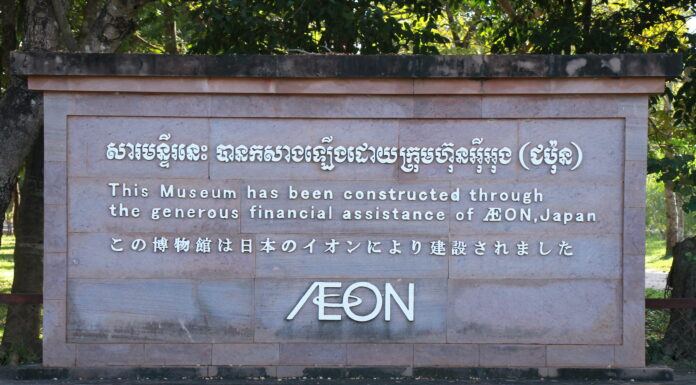 សារមន្ទីរនេះ បានកសាងឡើងដោយក្រុមហ៊ុនអ៊ីអុង (ជប៉ុន)
This Museum has been constructed through
the generous financial assistance of ÆON,Japan
この博物館は日本のイオンにより建設されました
ÆON